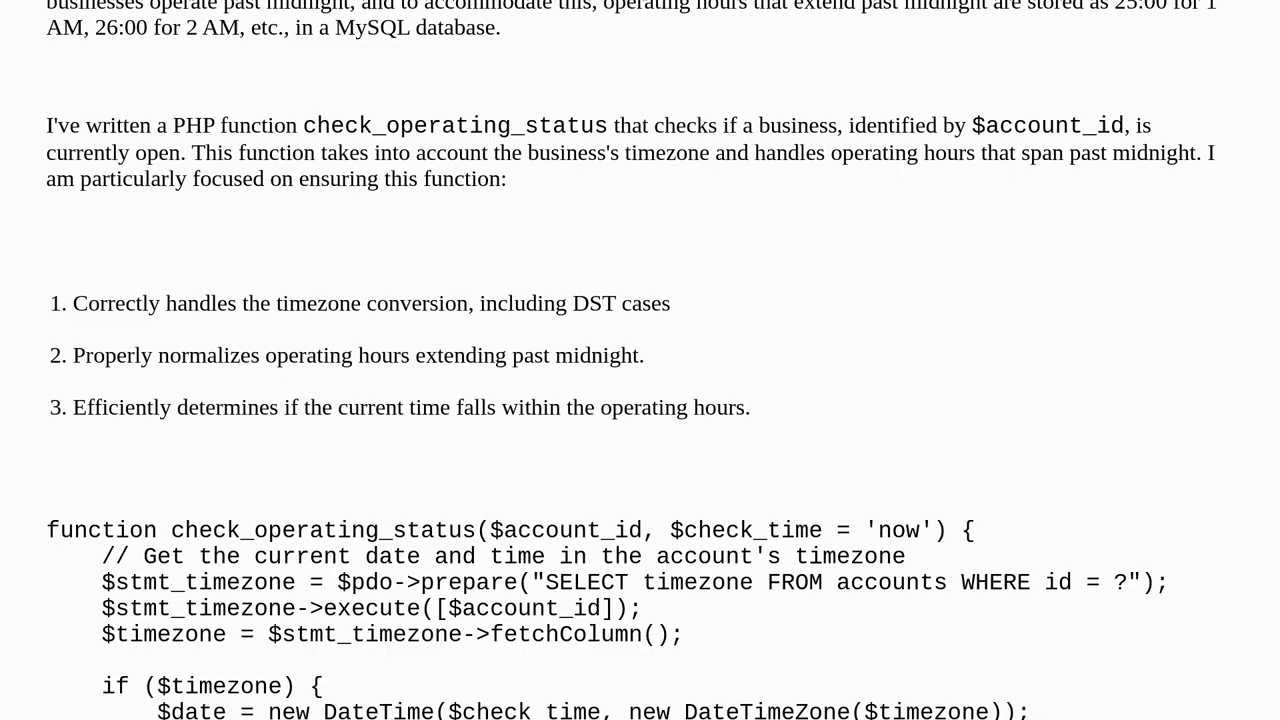 businesses operate past midnight, and to accommodate this, operating hours that extend past midnight are stored as 25:00 for 1
AM, 26:00 for 2 AM, etc., in a MySQL database.
I've written a PHP function check_operating_status that checks if a business, identified by $account_id, is
currently open. This function takes into account the business's timezone and handles operating hours that span past midnight. I
am particularly focused on ensuring this function:
1. Correctly handles the timezone conversion, including DST cases
2. Properly normalizes operating hours extending past midnight.
3. Efficiently determines if the current time falls within the operating hours.
function check_operating_status($account_id, $check_time = 'now') {
    // Get the current date and time in the account's timezone
    $stmt_timezone = $pdo->prepare("SELECT timezone FROM accounts WHERE id = ?");
    $stmt_timezone->execute([$account_id]);
    $timezone = $stmt_timezone->fetchColumn();
    if ($timezone) {
        $date = new DateTime($check_time, new DateTimeZone($timezone));